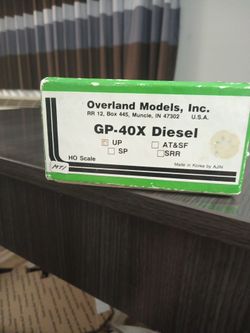 Overland Models, Inc.
RR 12, Box 445, Muncie, IN 47302 U.S.A.
GP-40X Diesel
UP AT&SF
SP SRR
HO Scale Made in Korea by AJIN